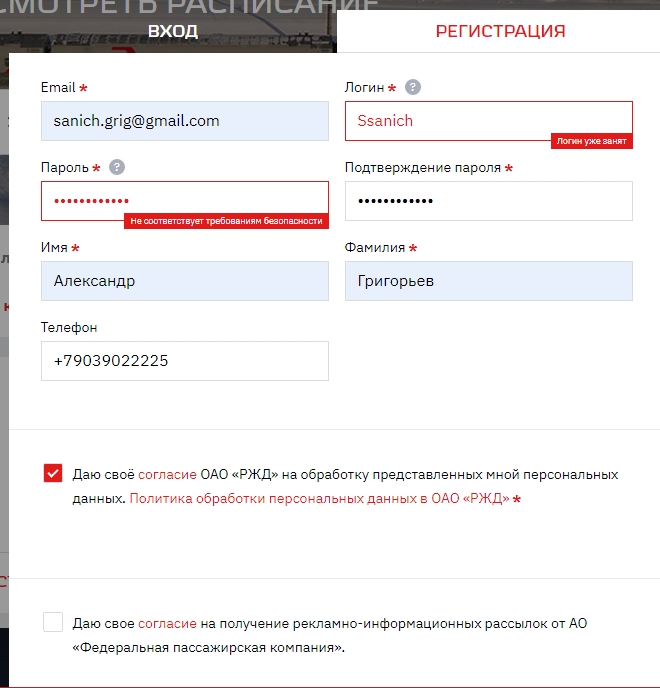 СМОТРЕТЬ РАСПИСАНИЕ
ВХОД
РЕГИСТРАЦИЯ
Email *
Логин * ?
sanich.grig@gmail.com
Ssanich
Логин уже занят
Пароль * ?
Подтверждение пароля *
••••••••••••
••••••••••••
Не соответствует требованиям безопасности
Имя *
Фамилия *
Александр
Григорьев
Телефон
+79039022225
Даю своё согласие ОАО «РЖД» на обработку представленных мной персональных
данных. Политика обработки персональных данных в ОАО «РЖД» *
Даю свое согласие на получение рекламно-информационных рассылок от АО
«Федеральная пассажирская компания».